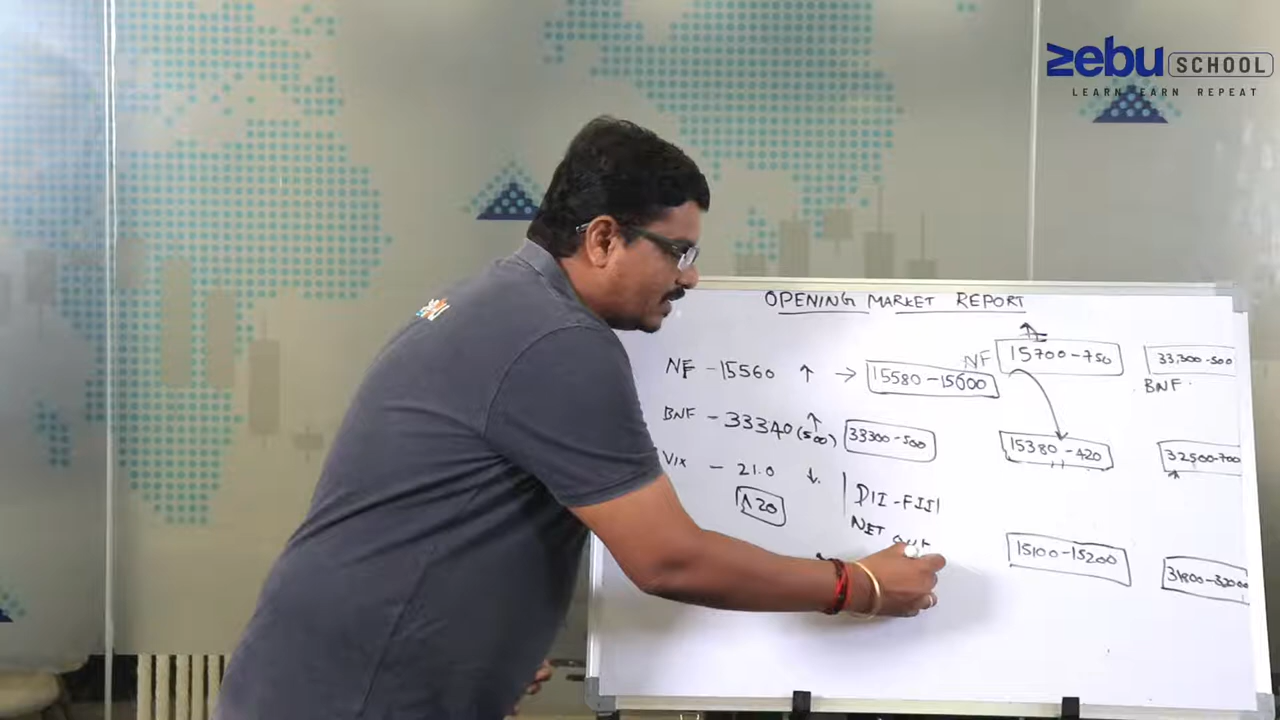 zebu SCHOOL
LEARN EARN REPEAT
OPENING MARKET REPORT
NF - 15560 ↑ → 15580-15600
NF 15700-750
33,300-500
BNF
BNF - 33340 (500) ↑ 33300-500
15380-420
32500-700
VIX - 21.0 ↓
^20
DII-FII
NET
15100-15200
31800-32000